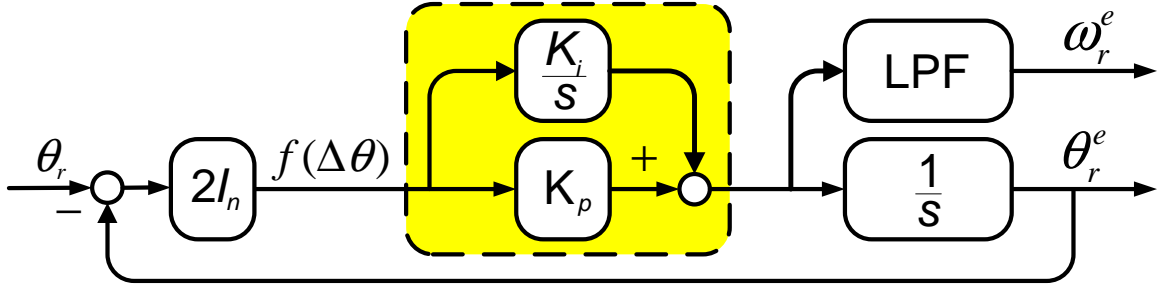 K_i/s
LPF
ω_r^e
θ_r
−
2I_n
f(Δθ)
K_p
+
1/s
θ_r^e